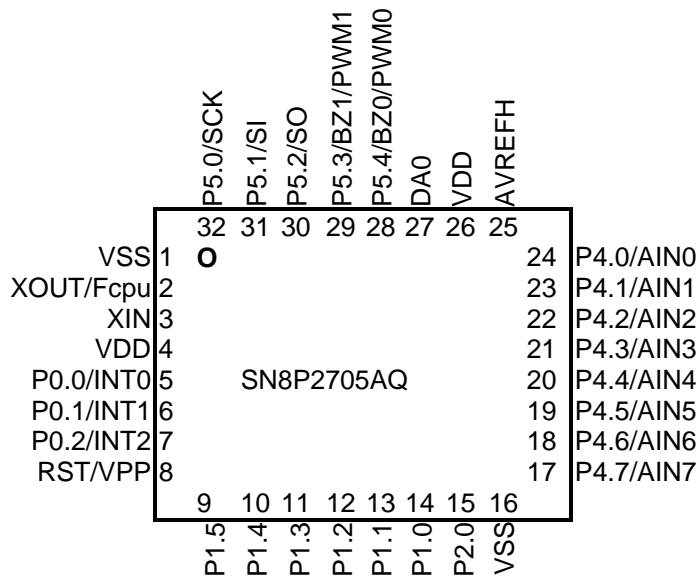 P5.0/SCK
P5.1/SI
P5.2/SO
P5.3/BZ1/PWM1
P5.4/BZ0/PWM0
DA0
VDD
AVREFH
32 31 30 29 28 27 26 25
VSS 1 O 24 P4.0/AIN0
XOUT/Fcpu 2 23 P4.1/AIN1
XIN 3 22 P4.2/AIN2
VDD 4 21 P4.3/AIN3
P0.0/INT0 5 SN8P2705AQ 20 P4.4/AIN4
P0.1/INT1 6 19 P4.5/AIN5
P0.2/INT2 7 18 P4.6/AIN6
RST/VPP 8 17 P4.7/AIN7
9 10 11 12 13 14 15 16
P1.5
P1.4
P1.3
P1.2
P1.1
P1.0
P2.0
VSS